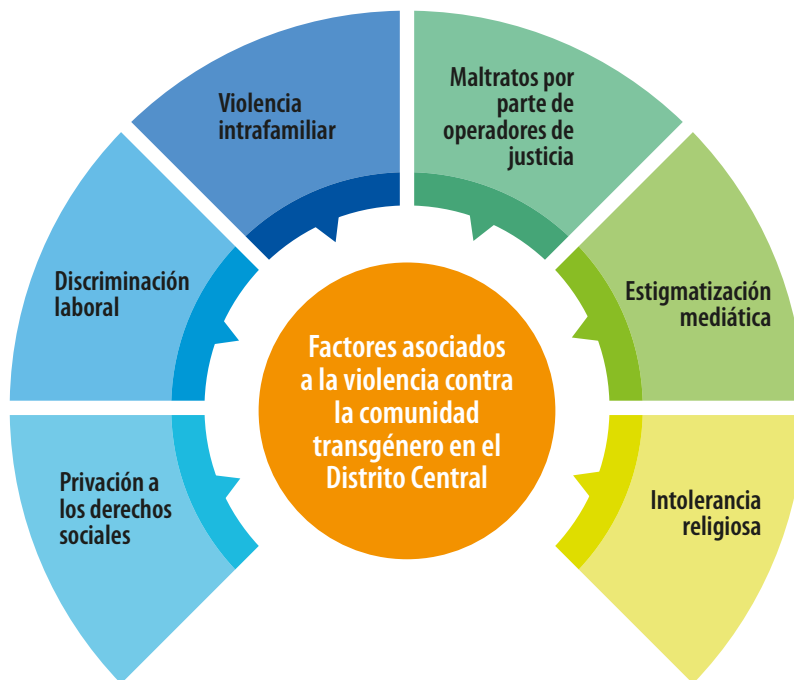 Violencia
intrafamiliar
Maltratos por
parte de
operadores de
justicia
Discriminación
laboral
Estigmatización
mediática
Factores asociados
a la violencia contra
la comunidad
transgénero en el
Distrito Central
Privación a
los derechos
sociales
Intolerancia
religiosa